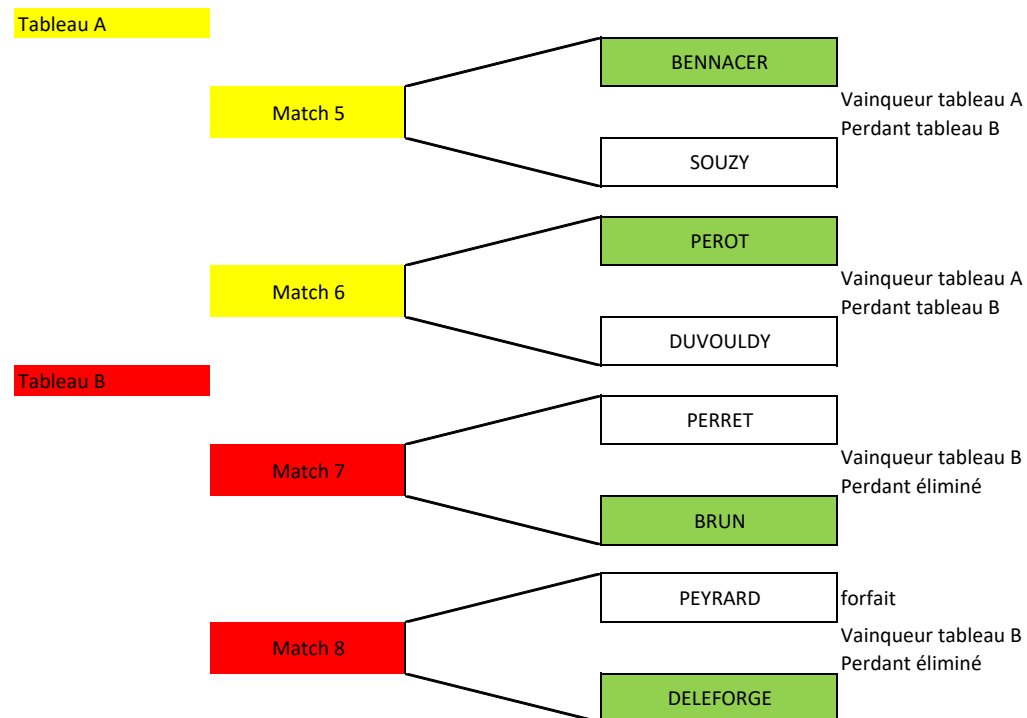 Tableau A
BENNACER
Match 5
Vainqueur tableau A
Perdant tableau B
SOUZY
PEROT
Match 6
Vainqueur tableau A
Perdant tableau B
DUVOULDY
Tableau B
PERRET
Match 7
Vainqueur tableau B
Perdant éliminé
BRUN
PEYRARD forfait
Match 8
Vainqueur tableau B
Perdant éliminé
DELEFORGE